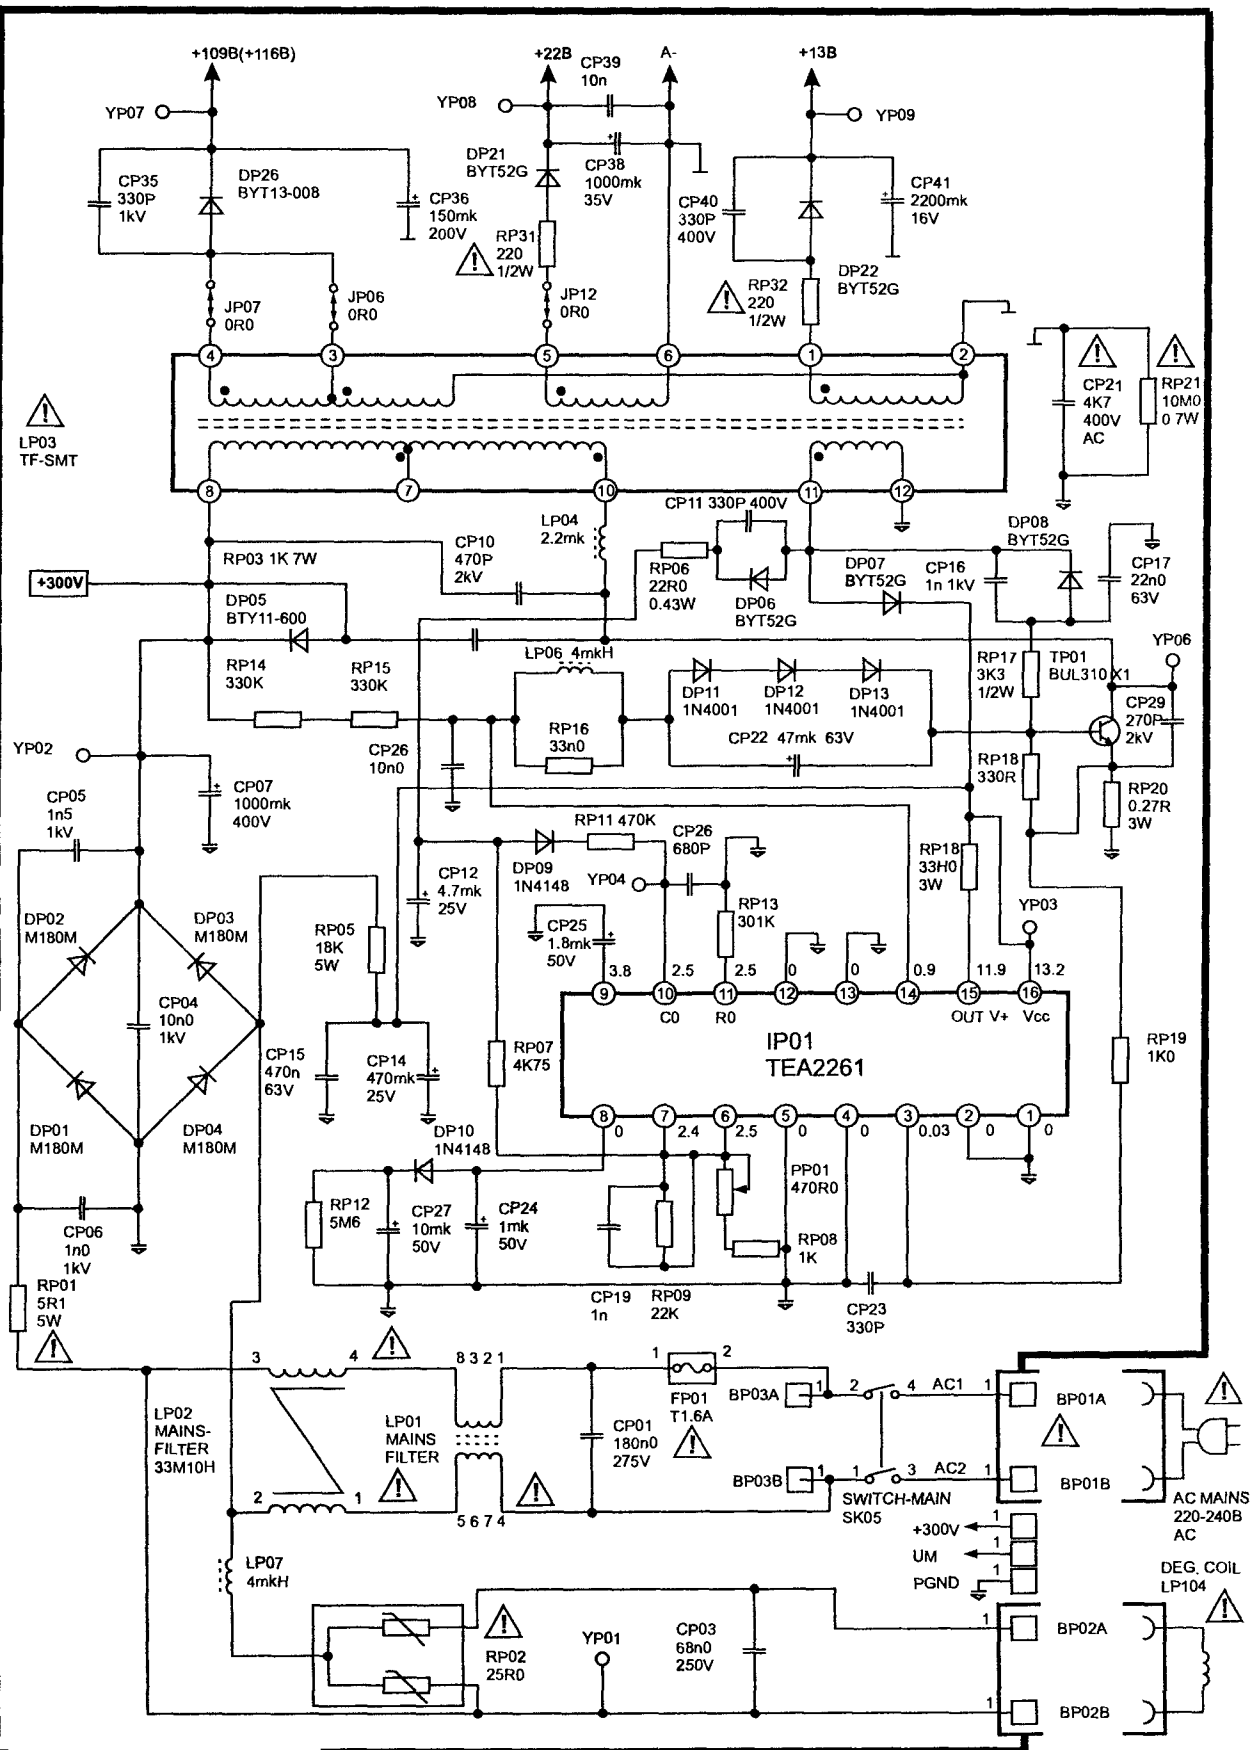 +109B(+116B)
+22B
CP39
10n
A-
+13B
YP07
YP08
YP09
CP35
330P
1kV
DP26
BYT13-008
CP36
150mk
200V
DP21
BYT52G
CP38
1000mk
35V
RP31
220
1/2W
CP40
330P
400V
CP41
2200mk
16V
DP22
BYT52G
RP32
220
1/2W
JP07
0R0
JP06
0R0
JP12
0R0
4
3
5
6
1
2
CP21
4K7
400V
AC
RP21
10M0
0 7W
LP03
TF-SMT
8
7
10
11
12
LP04
2.2mk
CP11 330P 400V
RP03 1K 7W
CP10
470P
2kV
RP06
22R0
0.43W
DP06
BYT52G
DP07
BYT52G
DP08
BYT52G
CP16
1n 1kV
CP17
22n0
63V
+300V
DP05
BTY11-600
RP14
330K
RP15
330K
LP06 4mkH
RP16
33n0
DP11
1N4001
DP12
1N4001
DP13
1N4001
CP22 47mk 63V
RP17
3K3
1/2W
TP01
BUL310 X1
YP06
CP29
270P
2kV
YP02
CP26
10n0
RP18
330R
RP20
0.27R
3W
CP07
1000mk
400V
CP05
1n5
1kV
RP11 470K
CP26
680P
DP09
1N4148
YP04
CP12
4.7mk
25V
RP18
33H0
3W
RP13
301K
CP25
1.8mk
50V
YP03
DP02
M180M
DP03
M180M
RP05
18K
5W
3.8
2.5
2.5
0
0
0.9
11.9
13.2
9
10
11
12
13
14
15
16
C0
R0
OUT V+
Vcc
IP01
TEA2261
CP04
10n0
1kV
CP15
470n
63V
CP14
470mk
25V
RP07
4K75
RP19
1K0
8
7
6
5
4
3
2
1
0
2.4
2.5
0
0
0.03
0
0
DP01
M180M
DP04
M180M
DP10
1N4148
PP01
470R0
RP12
5M6
CP27
10mk
50V
CP24
1mk
50V
RP08
1K
CP06
1n0
1kV
RP01
5R1
5W
CP19
1n
RP09
22K
CP23
330P
3
4
8 3 2 1
1
2
FP01
T1.6A
BP03A
1
2
4
AC1
1
BP01A
LP02
MAINS-
FILTER
33M10H
LP01
MAINS
FILTER
CP01
180n0
275V
BP03B
1
1
3
AC2
1
BP01B
SWITCH-MAIN
SK05
AC MAINS
220-240B
AC
2
1
5 6 7 4
+300V
1
UM
1
PGND
1
LP07
4mkH
DEG. COIL
LP104
RP02
25R0
YP01
CP03
68n0
250V
1
BP02A
1
BP02B